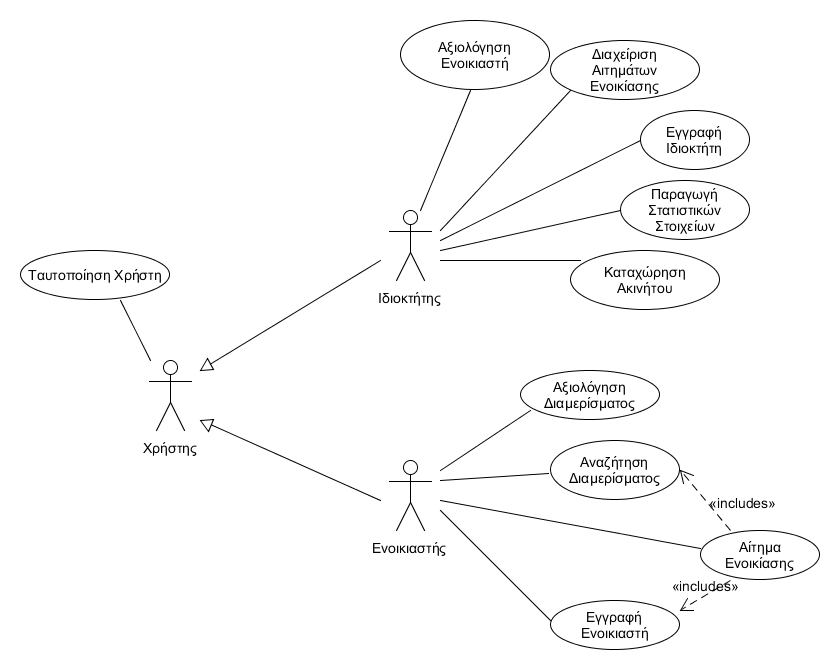 Αξιολόγηση
Ενοικιαστή
Διαχείριση
Αιτημάτων
Ενοικίασης
Εγγραφή
Ιδιοκτήτη
Παραγωγή
Στατιστικών
Στοιχείων
Καταχώρηση
Ακινήτου
Ιδιοκτήτης
Ταυτοποίηση Χρήστη
Χρήστης
Αξιολόγηση
Διαμερίσματος
Αναζήτηση
Διαμερίσματος
«includes»
Ενοικιαστής
Αίτημα
Ενοικίασης
«includes»
Εγγραφή
Ενοικιαστή